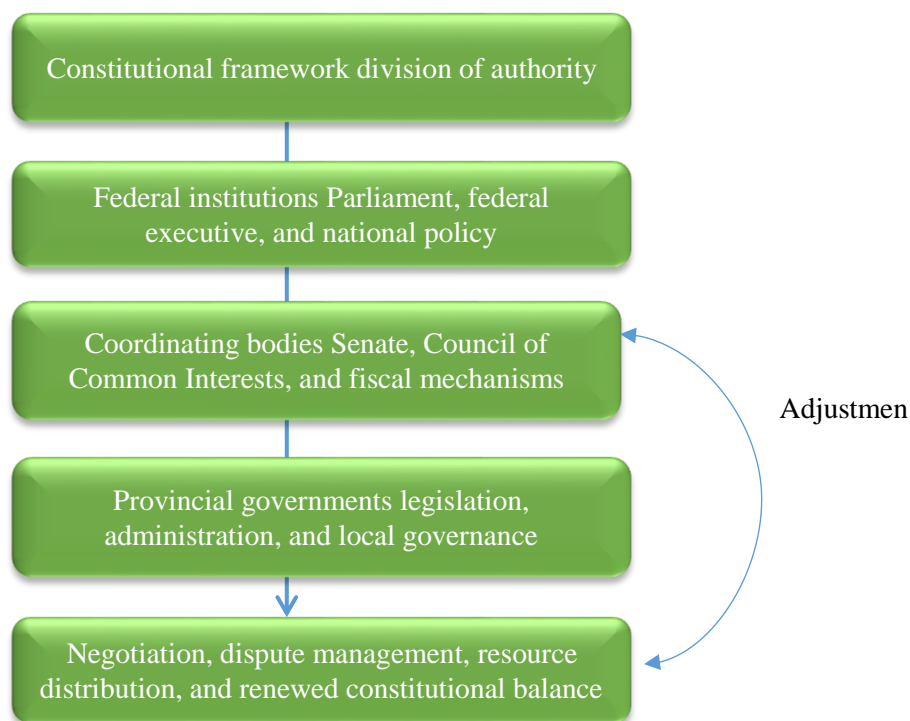 Constitutional framework division of authority
Federal institutions Parliament, federal
executive, and national policy
Coordinating bodies Senate, Council of
Common Interests, and fiscal mechanisms
Adjustmen
Provincial governments legislation,
administration, and local governance
Negotiation, dispute management, resource
distribution, and renewed constitutional balance